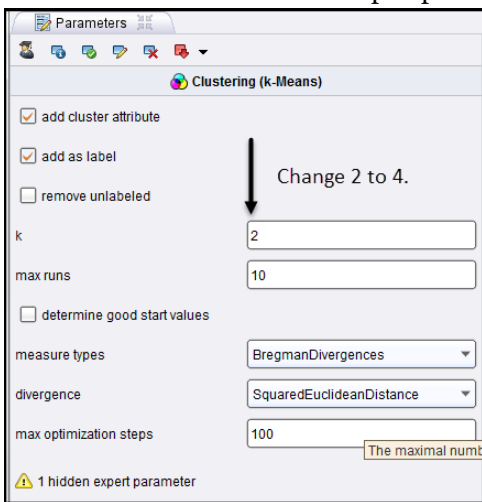 Parameters
Clustering (k-Means)
add cluster attribute
add as label
Change 2 to 4.
remove unlabeled
k 2
max runs 10
determine good start values
measure types BregmanDivergences
divergence SquaredEuclideanDistance
max optimization steps 100
The maximal numb
1 hidden expert parameter